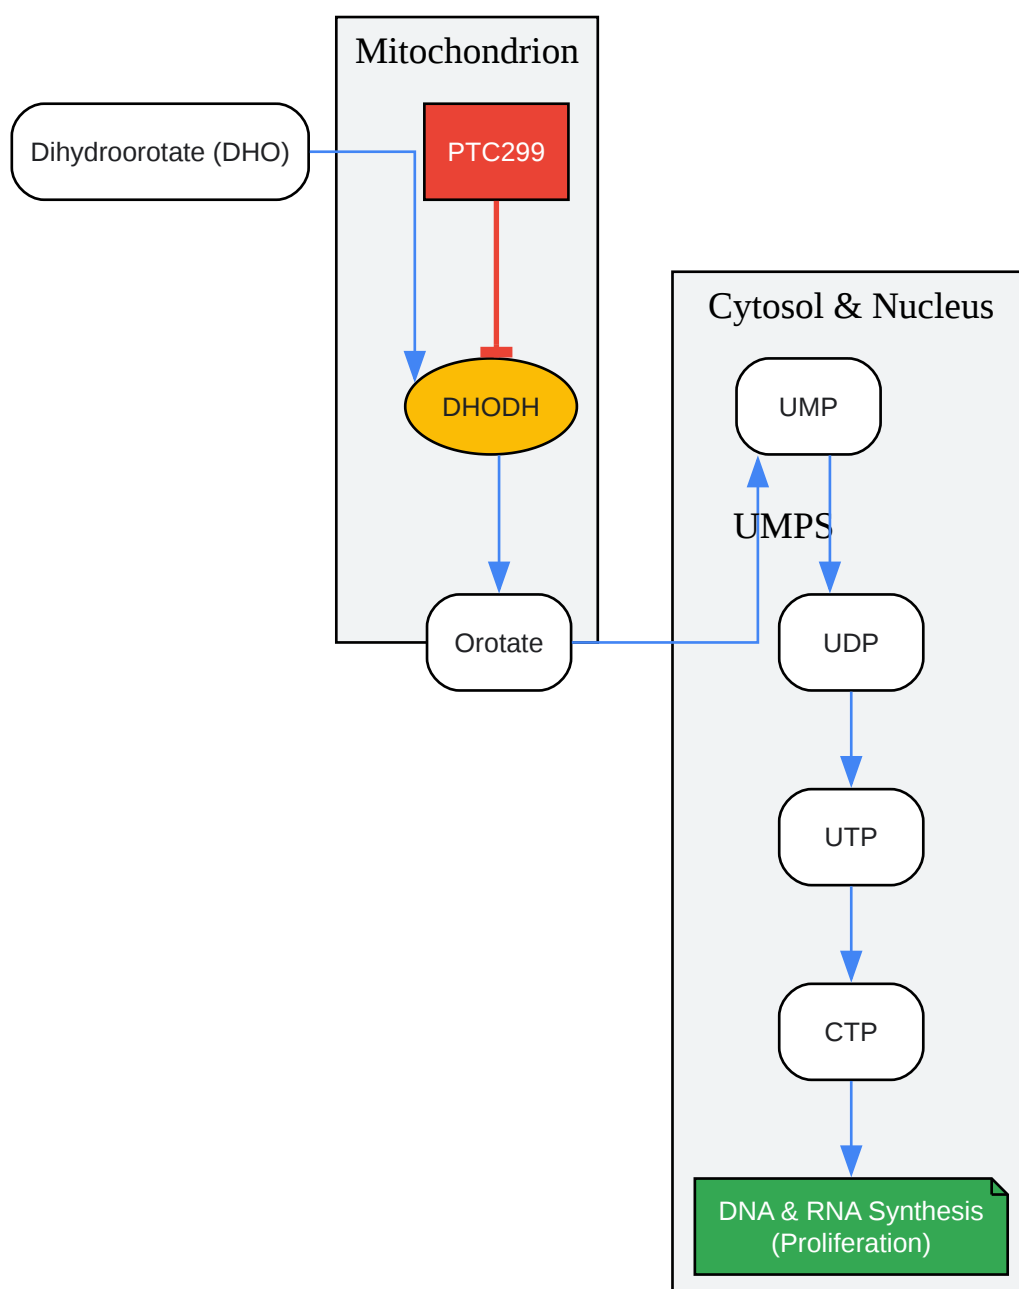 Mitochondrion
Dihydroorotate (DHO)
PTC299
DHODH
Orotate
Cytosol & Nucleus
UMP
UMPS
UDP
UTP
CTP
DNA & RNA Synthesis
(Proliferation)